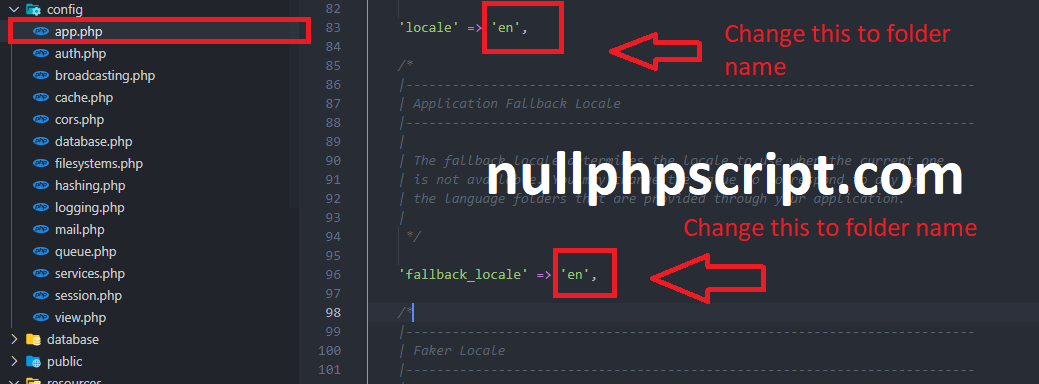 config
app.php
auth.php
broadcasting.php
cache.php
cors.php
database.php
filesystems.php
hashing.php
logging.php
mail.php
queue.php
services.php
session.php
view.php
database
public
resources
82
83 'locale' => 'en',
84
85 /*
86 |--------------------------------------------------------------------------
87 | Application Fallback Locale
88 |--------------------------------------------------------------------------
89 |
90 | The fallback locale determines the locale to use when the current one
91 | is not available.
92 | the language folders that are provided through your application.
93 |
94 */
95
96 'fallback_locale' => 'en',
97
98 /*
99 |--------------------------------------------------------------------------
100 | Faker Locale
101 |--------------------------------------------------------------------------
Change this to folder
name
nullphpscript.com
Change this to folder name